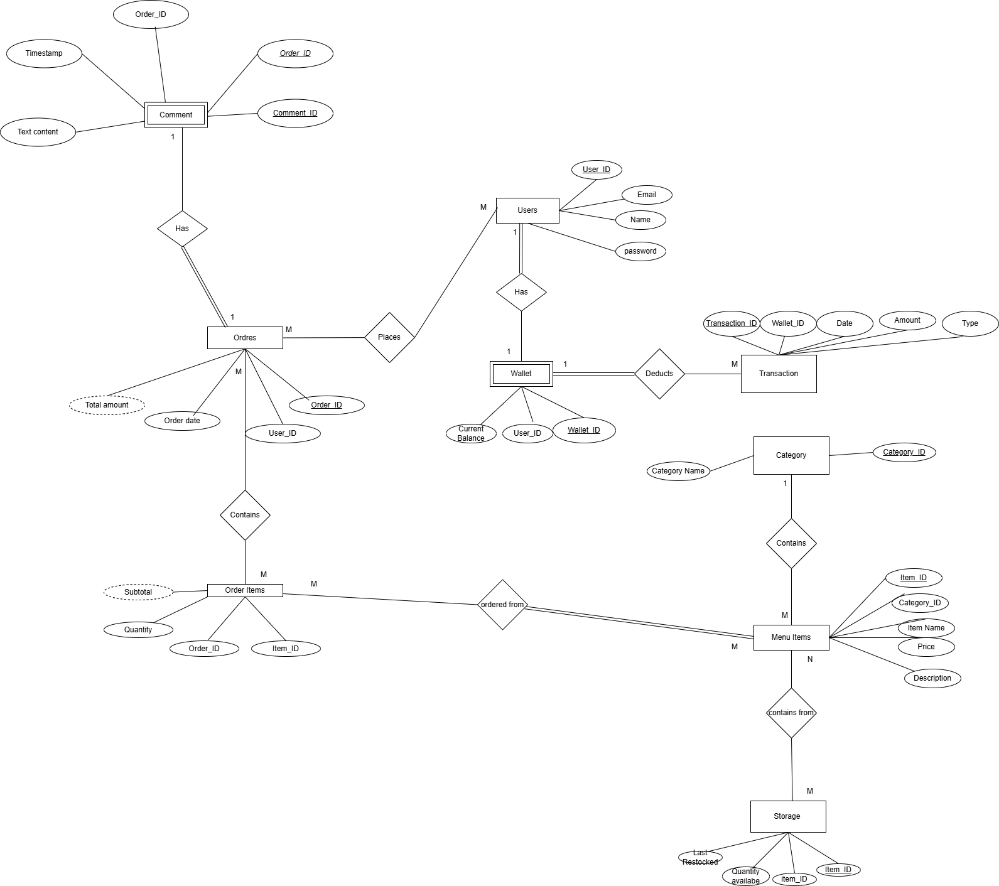 Order_ID
Timestamp
Order_ID
Comment
Comment_ID
Text content
1
User_ID
Email
M
Users
Name
Has
1
password
Has
1
Transaction_ID
Wallet_ID
Date
Amount
Type
M
Ordres
Places
1
1
M
Wallet
Deducts
Transaction
M
Total amount
Order_ID
Order date
User_ID
Current
Balance
User_ID
Wallet_ID
Category
Category_ID
Category Name
1
Contains
Contains
M
Item_ID
M
Subtotal
Order Items
ordered from
Category_ID
M
Quantity
Item Name
Order_ID
Item_ID
Menu Items
M
Price
N
Description
contains from
M
Storage
Last
Restocked
Quantity
availabe
item_ID
Item_ID